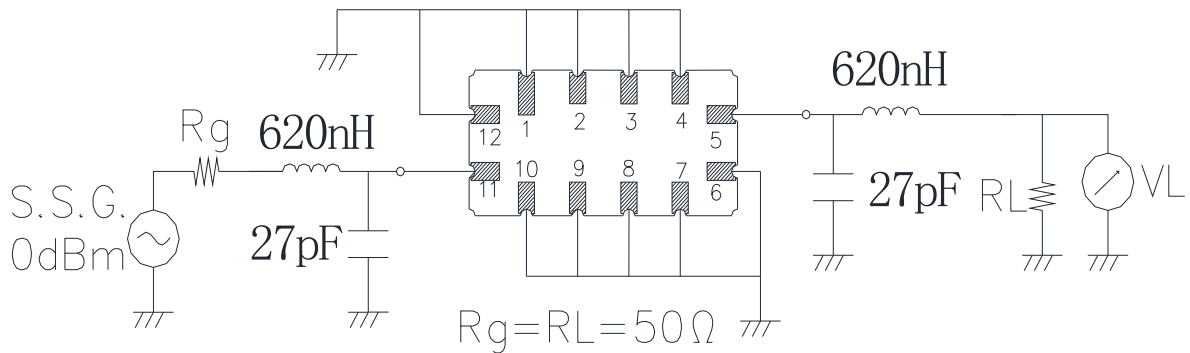 620nH
Rg
620nH
12
1
2
3
4
5
11
10
9
8
7
6
S.S.G.
0dBm
27pF
27pF
RL
VL
Rg=RL=50Ω